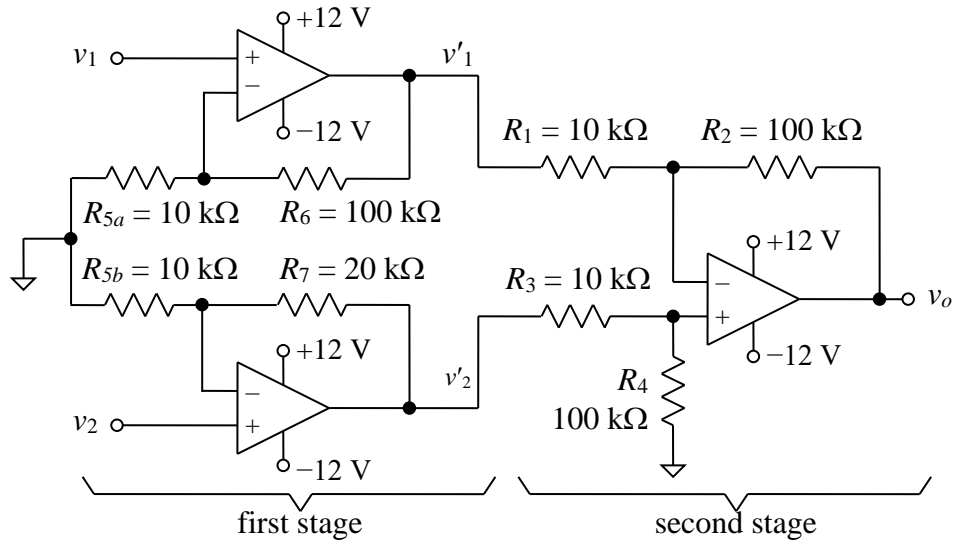 +12 V
v1
+
v'1
−
−12 V
R1 = 10 kΩ
R2 = 100 kΩ
R5a = 10 kΩ
R6 = 100 kΩ
+12 V
R5b = 10 kΩ
R7 = 20 kΩ
R3 = 10 kΩ
−
vo
+
+12 V
−12 V
v'2
R4
−
100 kΩ
v2
+
−12 V
first stage
second stage